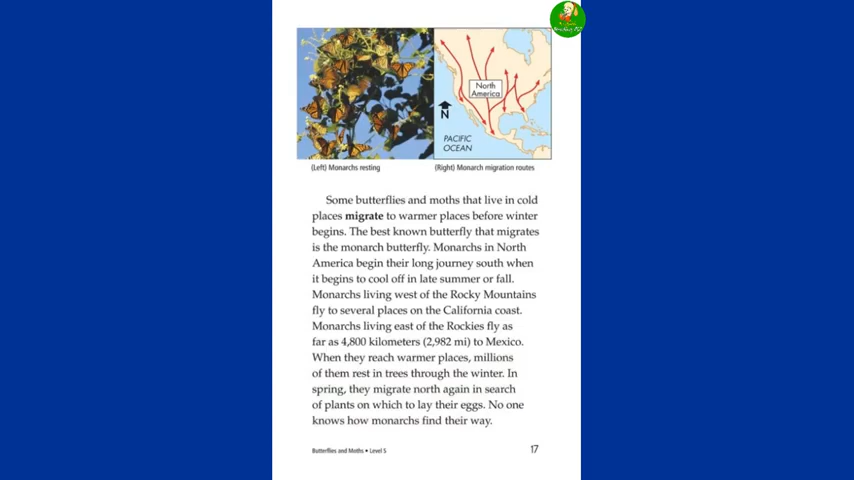 North
America
N
PACIFIC
OCEAN
(Left) Monarchs resting
(Right) Monarch migration routes
Some butterflies and moths that live in cold
places migrate to warmer places before winter
begins. The best known butterfly that migrates
is the monarch butterfly. Monarchs in North
America begin their long journey south when
it begins to cool off in late summer or fall.
Monarchs living west of the Rocky Mountains
fly to several places on the California coast.
Monarchs living east of the Rockies fly as
far as 4,800 kilometers (2,982 mi) to Mexico.
When they reach warmer places, millions
of them rest in trees through the winter. In
spring, they migrate north again in search
of plants on which to lay their eggs. No one
knows how monarchs find their way.
Butterflies and Moths • Level S
17